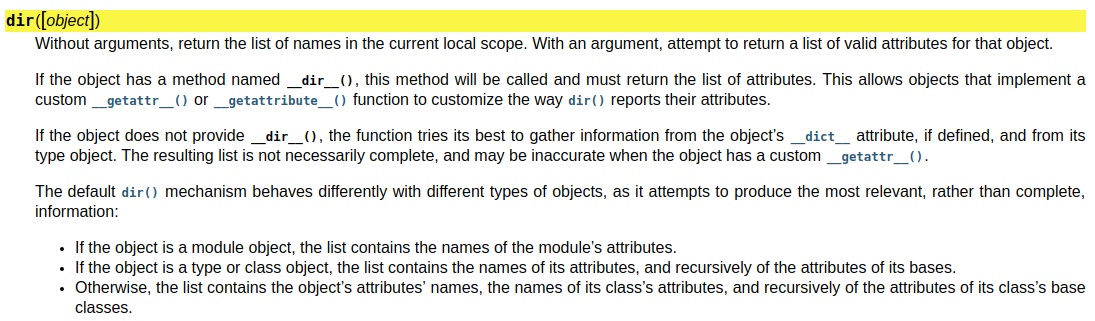 dir([object])
Without arguments, return the list of names in the current local scope. With an argument, attempt to return a list of valid attributes for that object.
If the object has a method named __dir__(), this method will be called and must return the list of attributes. This allows objects that implement a
custom __getattr__() or __getattribute__() function to customize the way dir() reports their attributes.
If the object does not provide __dir__(), the function tries its best to gather information from the object’s __dict__ attribute, if defined, and from its
type object. The resulting list is not necessarily complete, and may be inaccurate when the object has a custom __getattr__().
The default dir() mechanism behaves differently with different types of objects, as it attempts to produce the most relevant, rather than complete,
information:
• If the object is a module object, the list contains the names of the module’s attributes.
• If the object is a type or class object, the list contains the names of its attributes, and recursively of the attributes of its bases.
• Otherwise, the list contains the object’s attributes’ names, the names of its class’s attributes, and recursively of the attributes of its class’s base
classes.